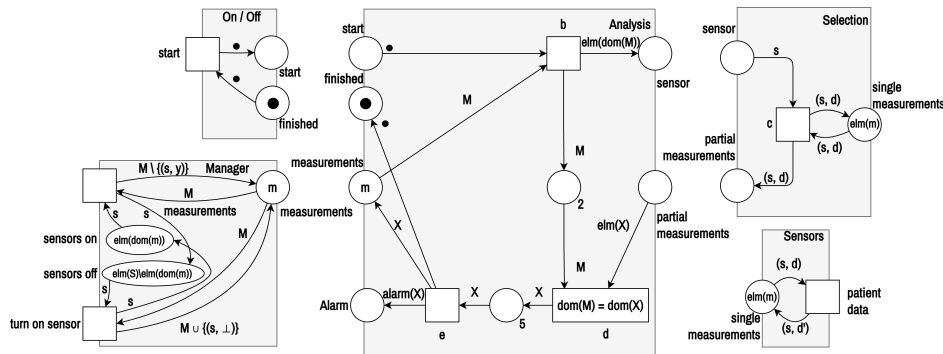 On / Off
start
start
finished
Manager
M \ {(s, y)}
M
measurements
m
measurements
s
s
M
sensors on
elm(dom(m))
sensors off
elm(S)\elm(dom(m))
s
s
turn on sensor
M ∪ {(s, ⊥)}
Analysis
start
b
elm(dom(M))
sensor
finished
M
measurements
m
M
2
partial
measurements
elm(X)
X
M
Alarm
alarm(X)
e
X
5
X
dom(M) = dom(X)
d
Selection
sensor
s
single
measurements
(s, d)
elm(m)
c
(s, d)
partial
measurements
(s, d)
Sensors
(s, d)
elm(m)
single
measurements
(s, d')
patient
data